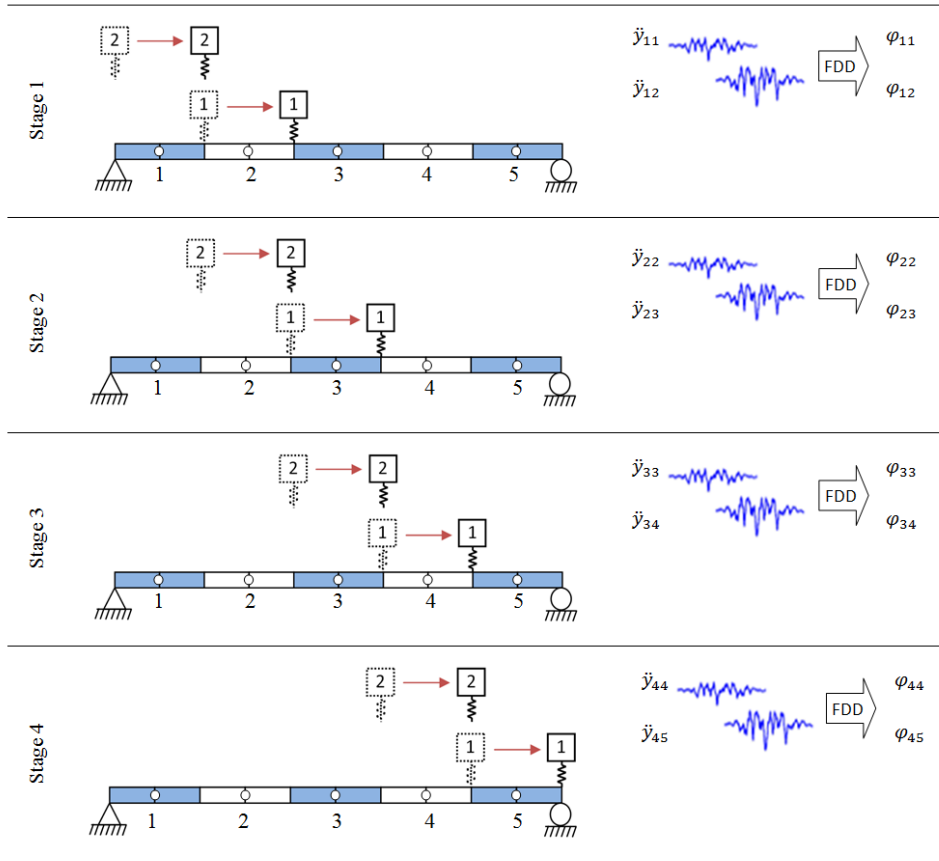 Stage 1
2 2
1 1
1 2 3 4 5
ÿ₁₁
ÿ₁₂
FDD
φ₁₁
φ₁₂
Stage 2
2 2
1 1
1 2 3 4 5
ÿ₂₂
ÿ₂₃
FDD
φ₂₂
φ₂₃
Stage 3
2 2
1 1
1 2 3 4 5
ÿ₃₃
ÿ₃₄
FDD
φ₃₃
φ₃₄
Stage 4
2 2
1 1
1 2 3 4 5
ÿ₄₄
ÿ₄₅
FDD
φ₄₄
φ₄₅